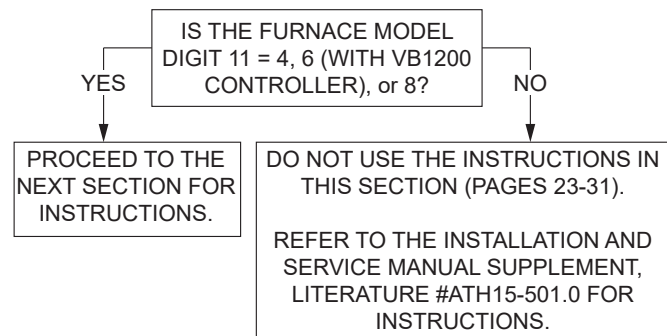 IS THE FURNACE MODEL
DIGIT 11 = 4, 6 (WITH VB1200
CONTROLLER), or 8?
YES
NO
PROCEED TO THE
NEXT SECTION FOR
INSTRUCTIONS.
DO NOT USE THE INSTRUCTIONS IN
THIS SECTION (PAGES 23-31).
REFER TO THE INSTALLATION AND
SERVICE MANUAL SUPPLEMENT,
LITERATURE #ATH15-501.0 FOR
INSTRUCTIONS.